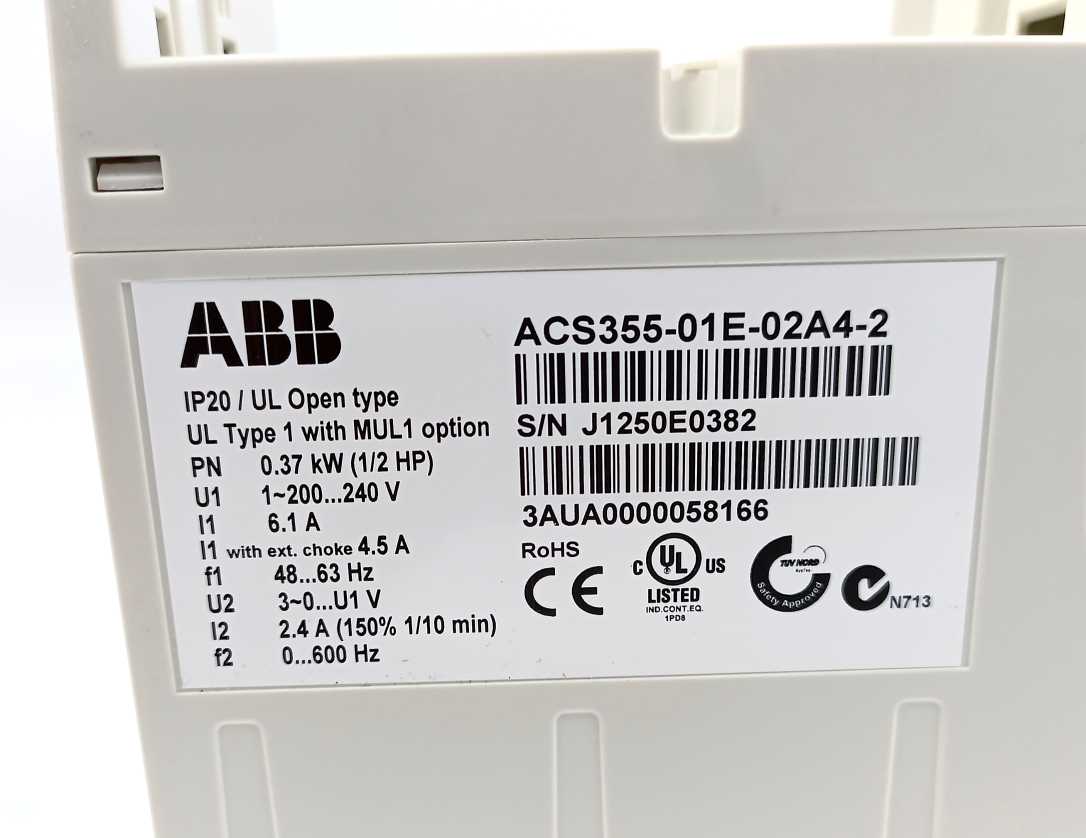 ABB
IP20 / UL Open type
UL Type 1 with MUL1 option
PN 0.37 kW (1/2 HP)
U1 1~200...240 V
I1 6.1 A
I1 with ext. choke 4.5 A
f1 48...63 Hz
U2 3~0...U1 V
I2 2.4 A (150% 1/10 min)
f2 0...600 Hz
ACS355-01E-02A4-2
S/N J1250E0382
3AUA0000058166
RoHS
CE
C UL US
LISTED
IND.CONT.EQ.
1PD8
TUV NORD
Safety Approved
N713